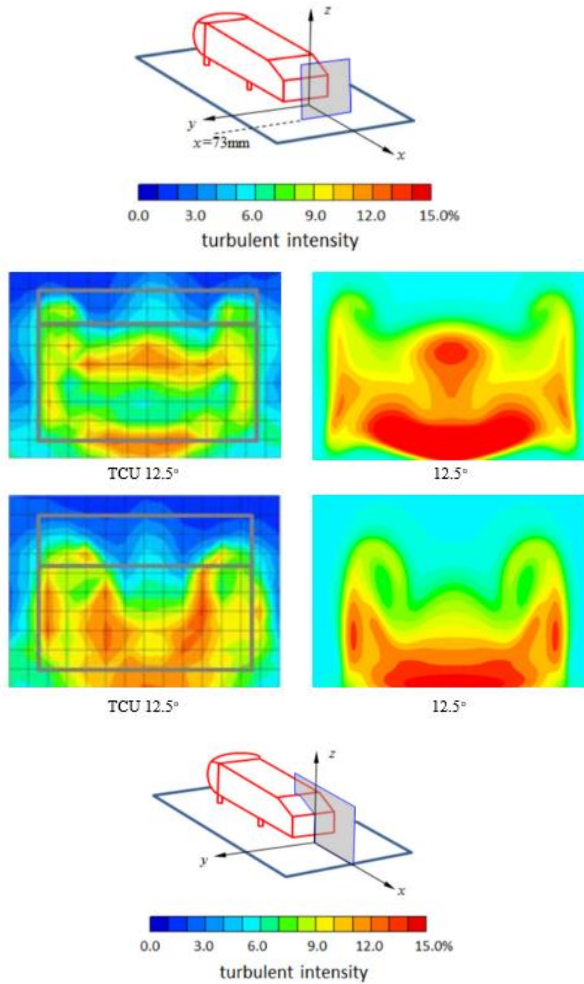 z
y
x=73mm
x
0.0 3.0 6.0 9.0 12.0 15.0%
turbulent intensity
TCU 12.5° 12.5°
TCU 12.5° 12.5°
z
y
x
0.0 3.0 6.0 9.0 12.0 15.0%
turbulent intensity